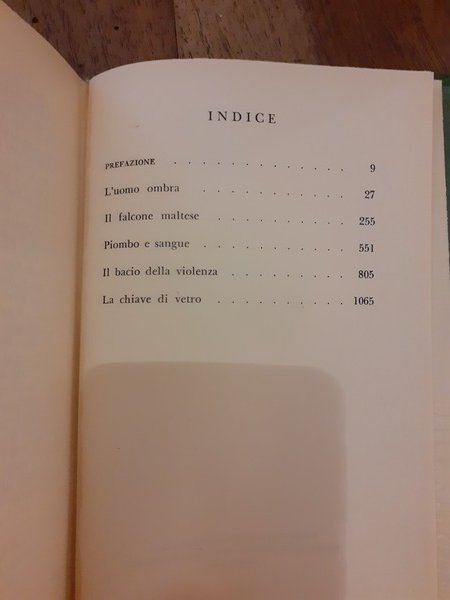 INDICE
PREFAZIONE . . . . . . . . . . . . . 9
L'uomo ombra . . . . . . . . . . . 27
Il falcone maltese . . . . . . . . . . . 255
Piombo e sangue . . . . . . . . . . . 551
Il bacio della violenza . . . . . . . . . . 805
La chiave di vetro . . . . . . . . . . 1065